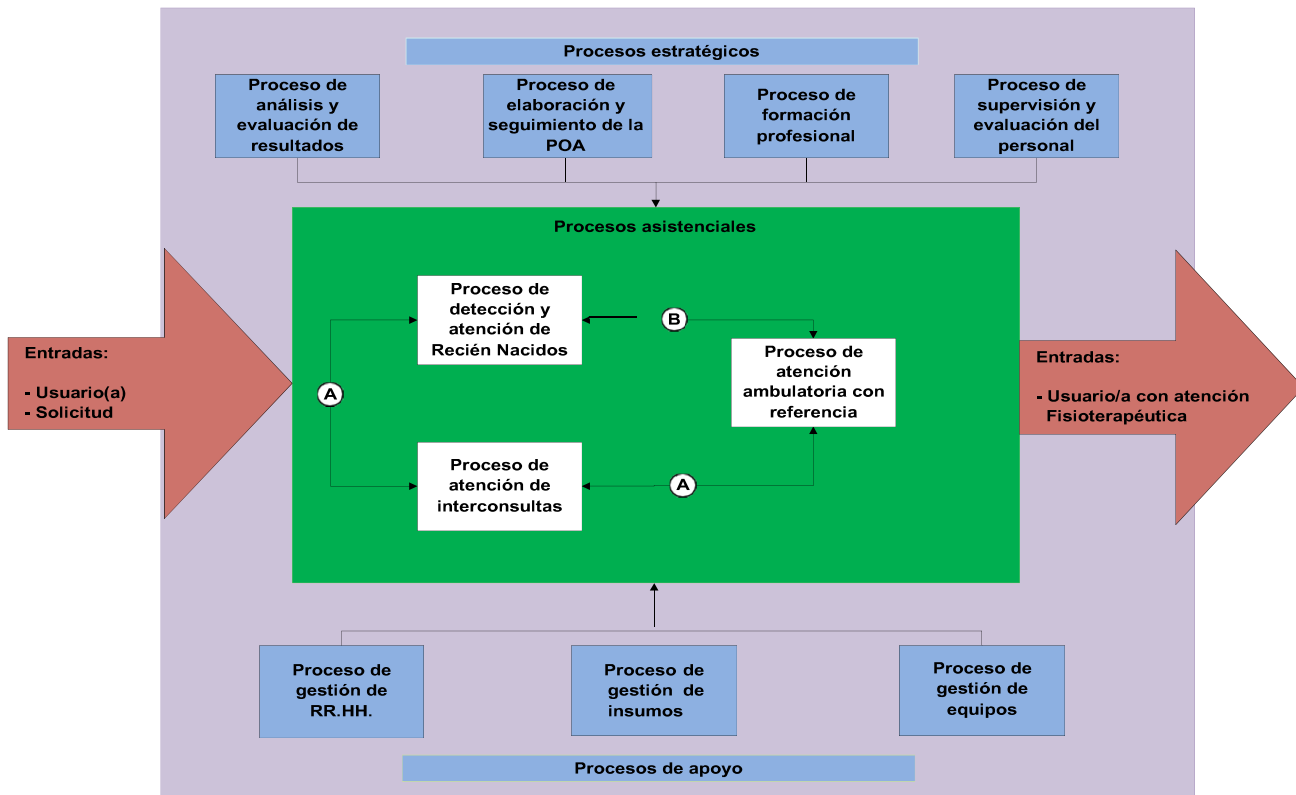 Procesos estratégicos
Proceso de
análisis y
evaluación de
resultados
Proceso de
elaboración y
seguimiento de la
POA
Proceso de
formación
profesional
Proceso de
supervisión y
evaluación del
personal
Procesos asistenciales
Entradas:
- Usuario(a)
- Solicitud
A
Proceso de
detección y
atención de
Recién Nacidos
B
Proceso de
atención
ambulatoria con
referencia
Proceso de
atención de
interconsultas
A
Entradas:
- Usuario/a con atención
Fisioterapéutica
Proceso de
gestión de
RR.HH.
Proceso de
gestión de
insumos
Proceso de
gestión de
equipos
Procesos de apoyo